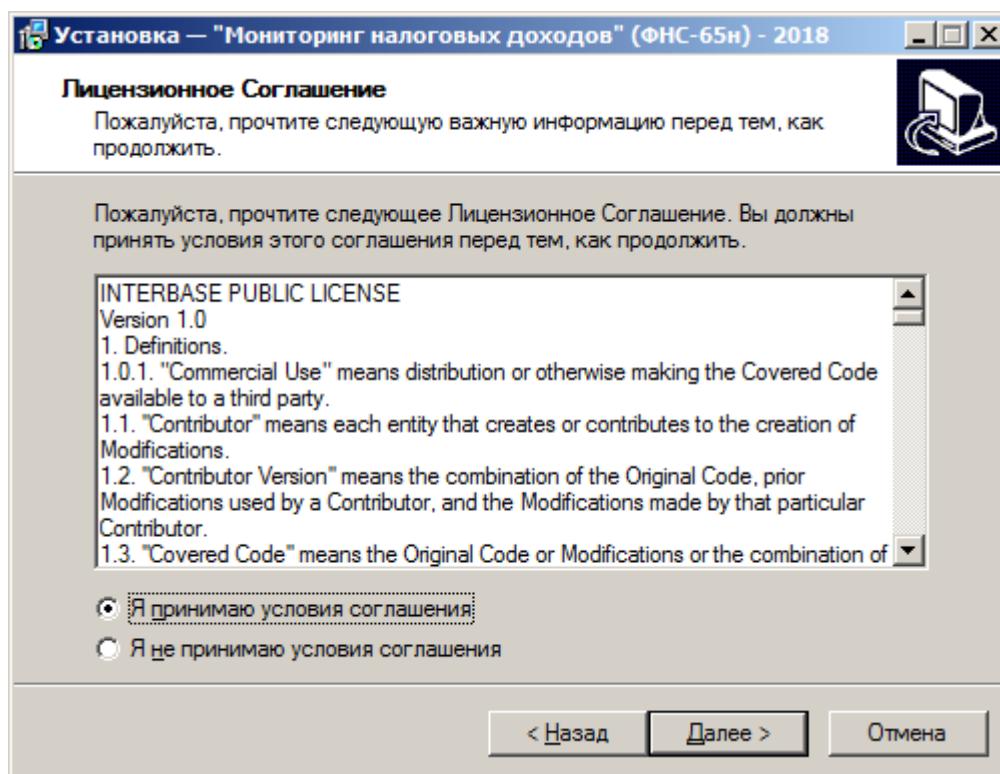 Установка — "Мониторинг налоговых доходов" (ФНС-65н) - 2018
Лицензионное Соглашение
Пожалуйста, прочтите следующую важную информацию перед тем, как
продолжить.
Пожалуйста, прочтите следующее Лицензионное Соглашение. Вы должны
принять условия этого соглашения перед тем, как продолжить.
INTERBASE PUBLIC LICENSE
Version 1.0
1. Definitions.
1.0.1. "Commercial Use" means distribution or otherwise making the Covered Code
available to a third party.
1.1. "Contributor" means each entity that creates or contributes to the creation of
Modifications.
1.2. "Contributor Version" means the combination of the Original Code, prior
Modifications used by a Contributor, and the Modifications made by that particular
Contributor.
1.3. "Covered Code" means the Original Code or Modifications or the combination of
Я принимаю условия соглашения
Я не принимаю условия соглашения
< Назад
Далее >
Отмена